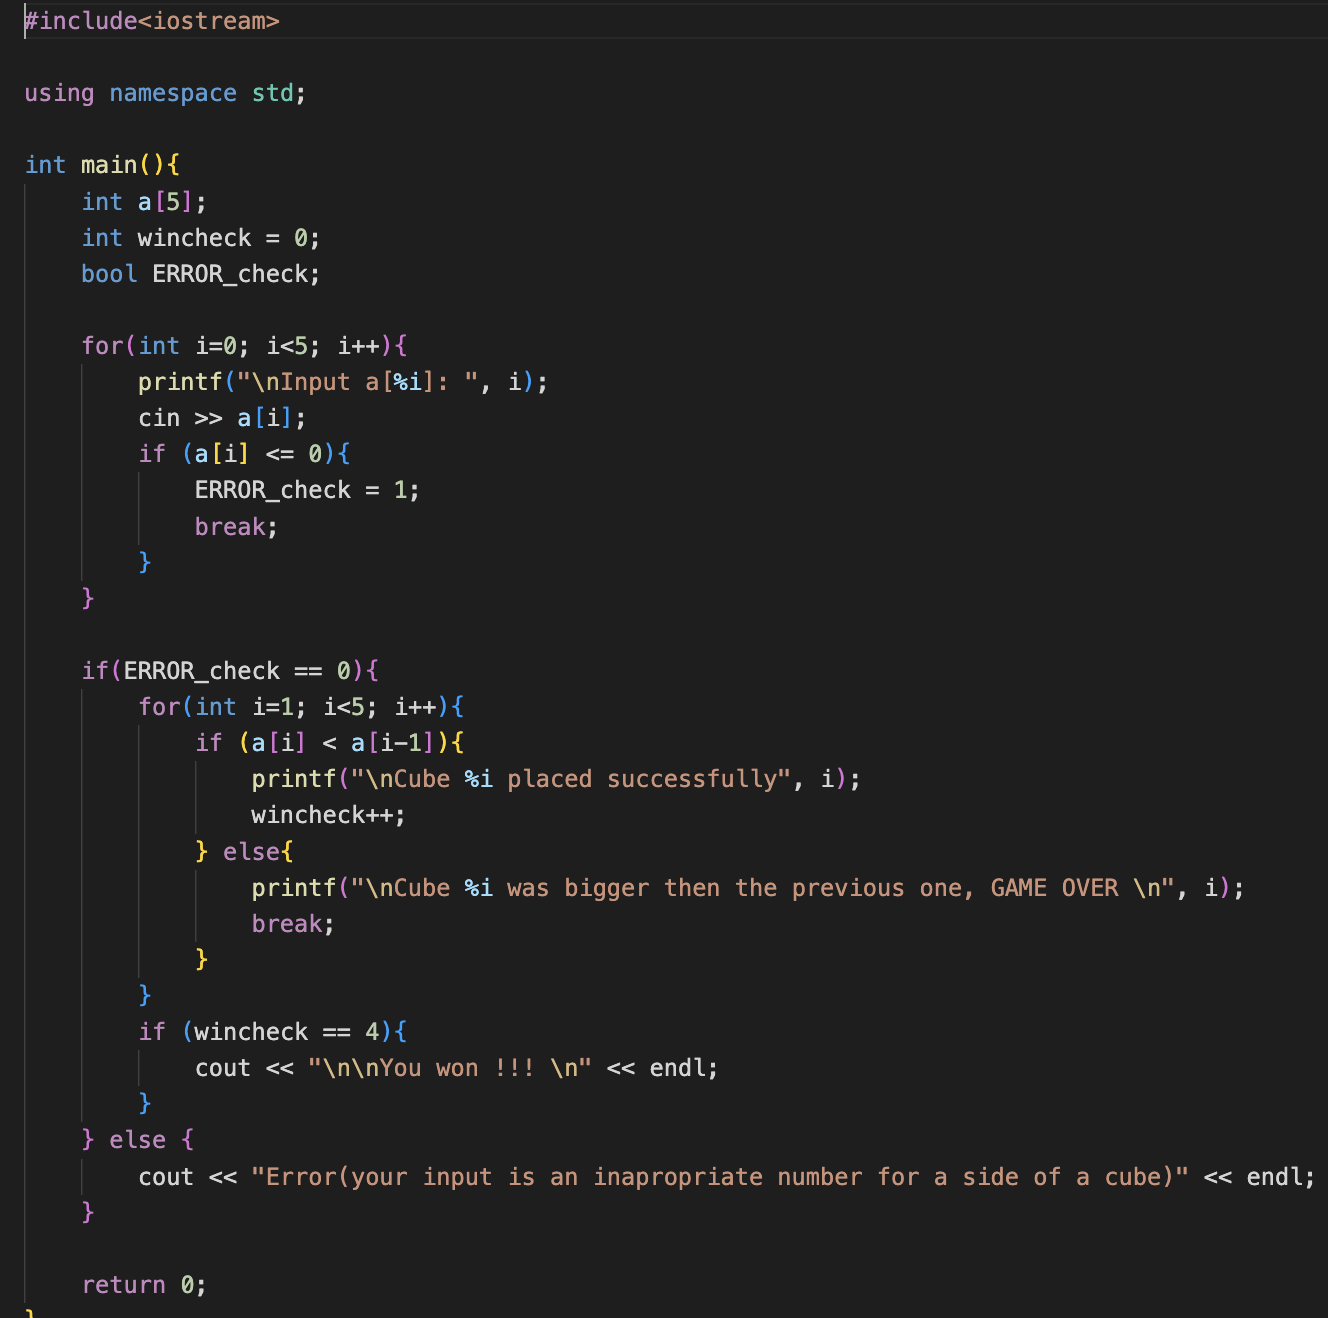 #include<iostream>

using namespace std;

int main(){
    int a[5];
    int wincheck = 0;
    bool ERROR_check;

    for(int i=0; i<5; i++){
        printf("\nInput a[%i]: ", i);
        cin >> a[i];
        if (a[i] <= 0){
            ERROR_check = 1;
            break;
        }
    }

    if(ERROR_check == 0){
        for(int i=1; i<5; i++){
            if (a[i] < a[i-1]){
                printf("\nCube %i placed successfully", i);
                wincheck++;
            } else{
                printf("\nCube %i was bigger then the previous one, GAME OVER \n", i);
                break;
            }
        }
        if (wincheck == 4){
            cout << "\n\nYou won !!! \n" << endl;
        }
    } else {
        cout << "Error(your input is an inapropriate number for a side of a cube)" << endl;
    }

    return 0;
}